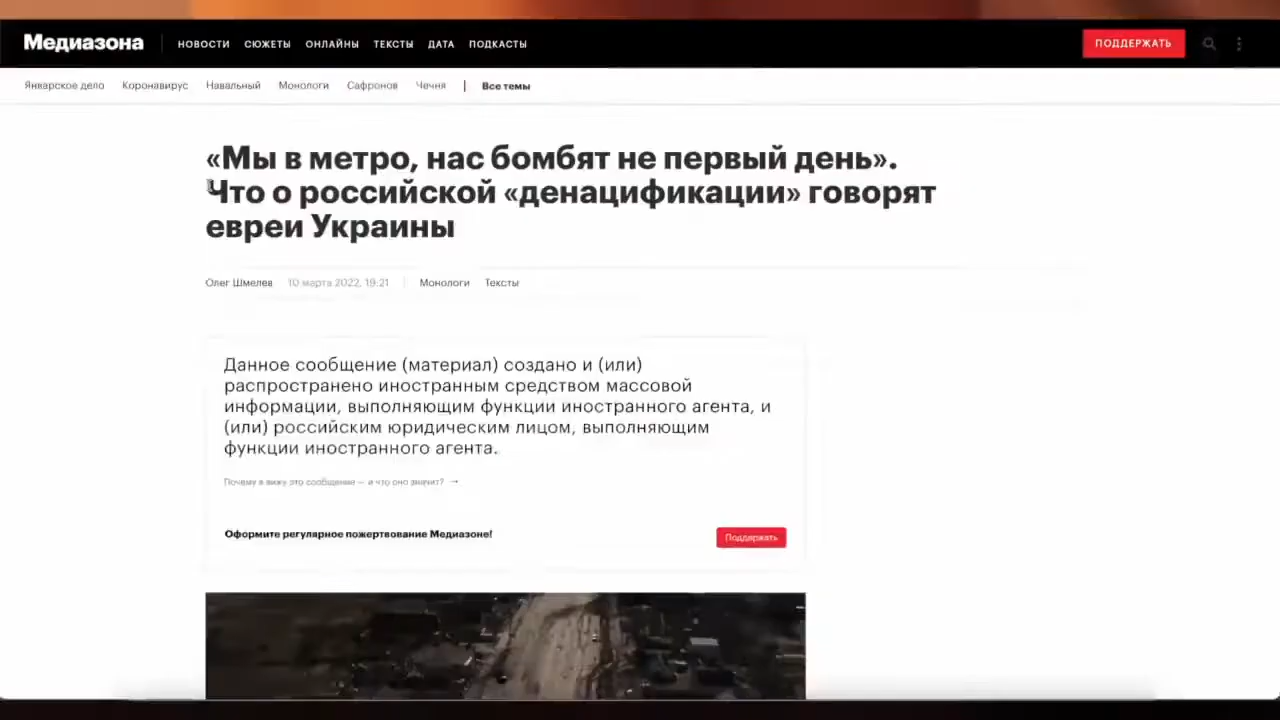 Медиазона
НОВОСТИ СЮЖЕТЫ ОНЛАЙНЫ ТЕКСТЫ ДАТА ПОДКАСТЫ
ПОДДЕРЖАТЬ
Январское дело Коронавирус Навальный Монологи Сафронов Чечня | Все темы
«Мы в метро, нас бомбят не первый день».
Что о российской «денацификации» говорят
евреи Украины
Олег Шмелев 10 марта 2022, 19:21 Монологи Тексты
Данное сообщение (материал) создано и (или)
распространено иностранным средством массовой
информации, выполняющим функции иностранного агента, и
(или) российским юридическим лицом, выполняющим
функции иностранного агента.
Почему я вижу это сообщение — и что оно значит? →
Оформите регулярное пожертвование Медиазоне!
Поддержать